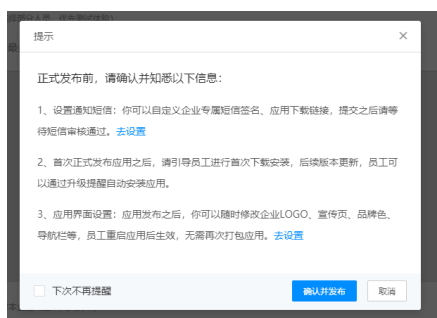 提示
正式发布前，请确认并知悉以下信息：
1、设置通知短信：你可以自定义企业专属短信签名、应用下载链接，提交之后请等
待短信审核通过。去设置
2、首次正式发布应用之后，请引导员工进行首次下载安装，后续版本更新，员工可
以通过升级提醒自动安装应用。
3、应用界面设置：应用发布之后，你可以随时修改企业LOGO、宣传页、品牌色、
导航栏等，员工重启应用后生效，无需再次打包应用。去设置
下次不再提醒
确认并发布
取消